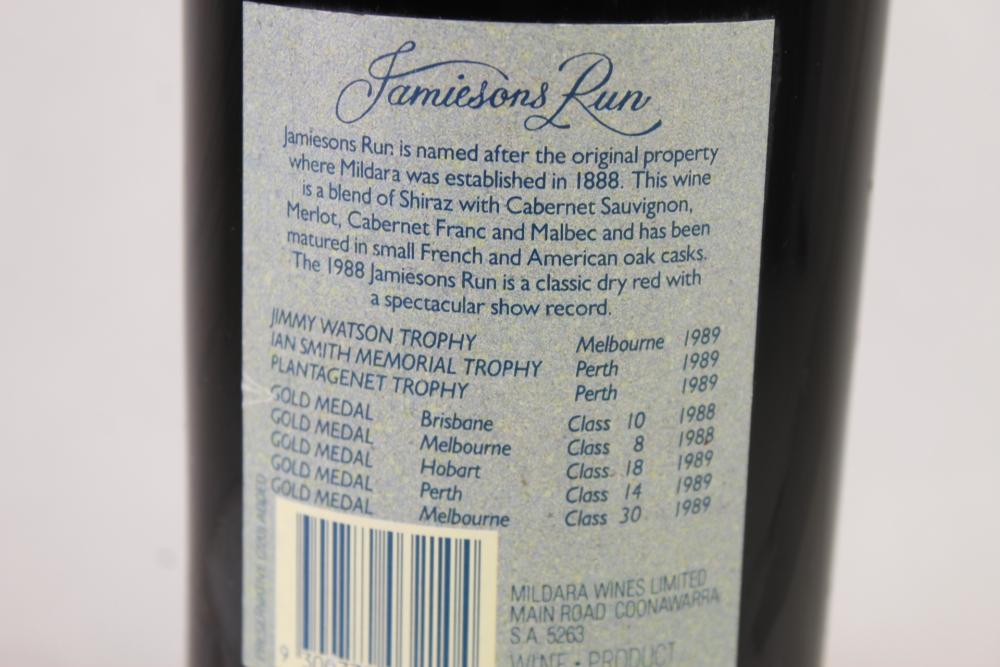 Jamiesons Run
Jamiesons Run is named after the original property
where Mildara was established in 1888. This wine
is a blend of Shiraz with Cabernet Sauvignon,
Merlot, Cabernet Franc and Malbec and has been
matured in small French and American oak casks.
The 1988 Jamiesons Run is a classic dry red with
a spectacular show record.
JIMMY WATSON TROPHY Melbourne 1989
IAN SMITH MEMORIAL TROPHY Perth 1989
PLANTAGENET TROPHY Perth 1989
GOLD MEDAL Brisbane Class 10 1988
GOLD MEDAL Melbourne Class 8 1988
GOLD MEDAL Hobart Class 18 1989
GOLD MEDAL Perth Class 14 1989
GOLD MEDAL Melbourne Class 30 1989
PRESERVATIVE (220) ADDED
MILDARA WINES LIMITED
MAIN ROAD COONAWARRA
S.A. 5263
WINE • PRODUCT